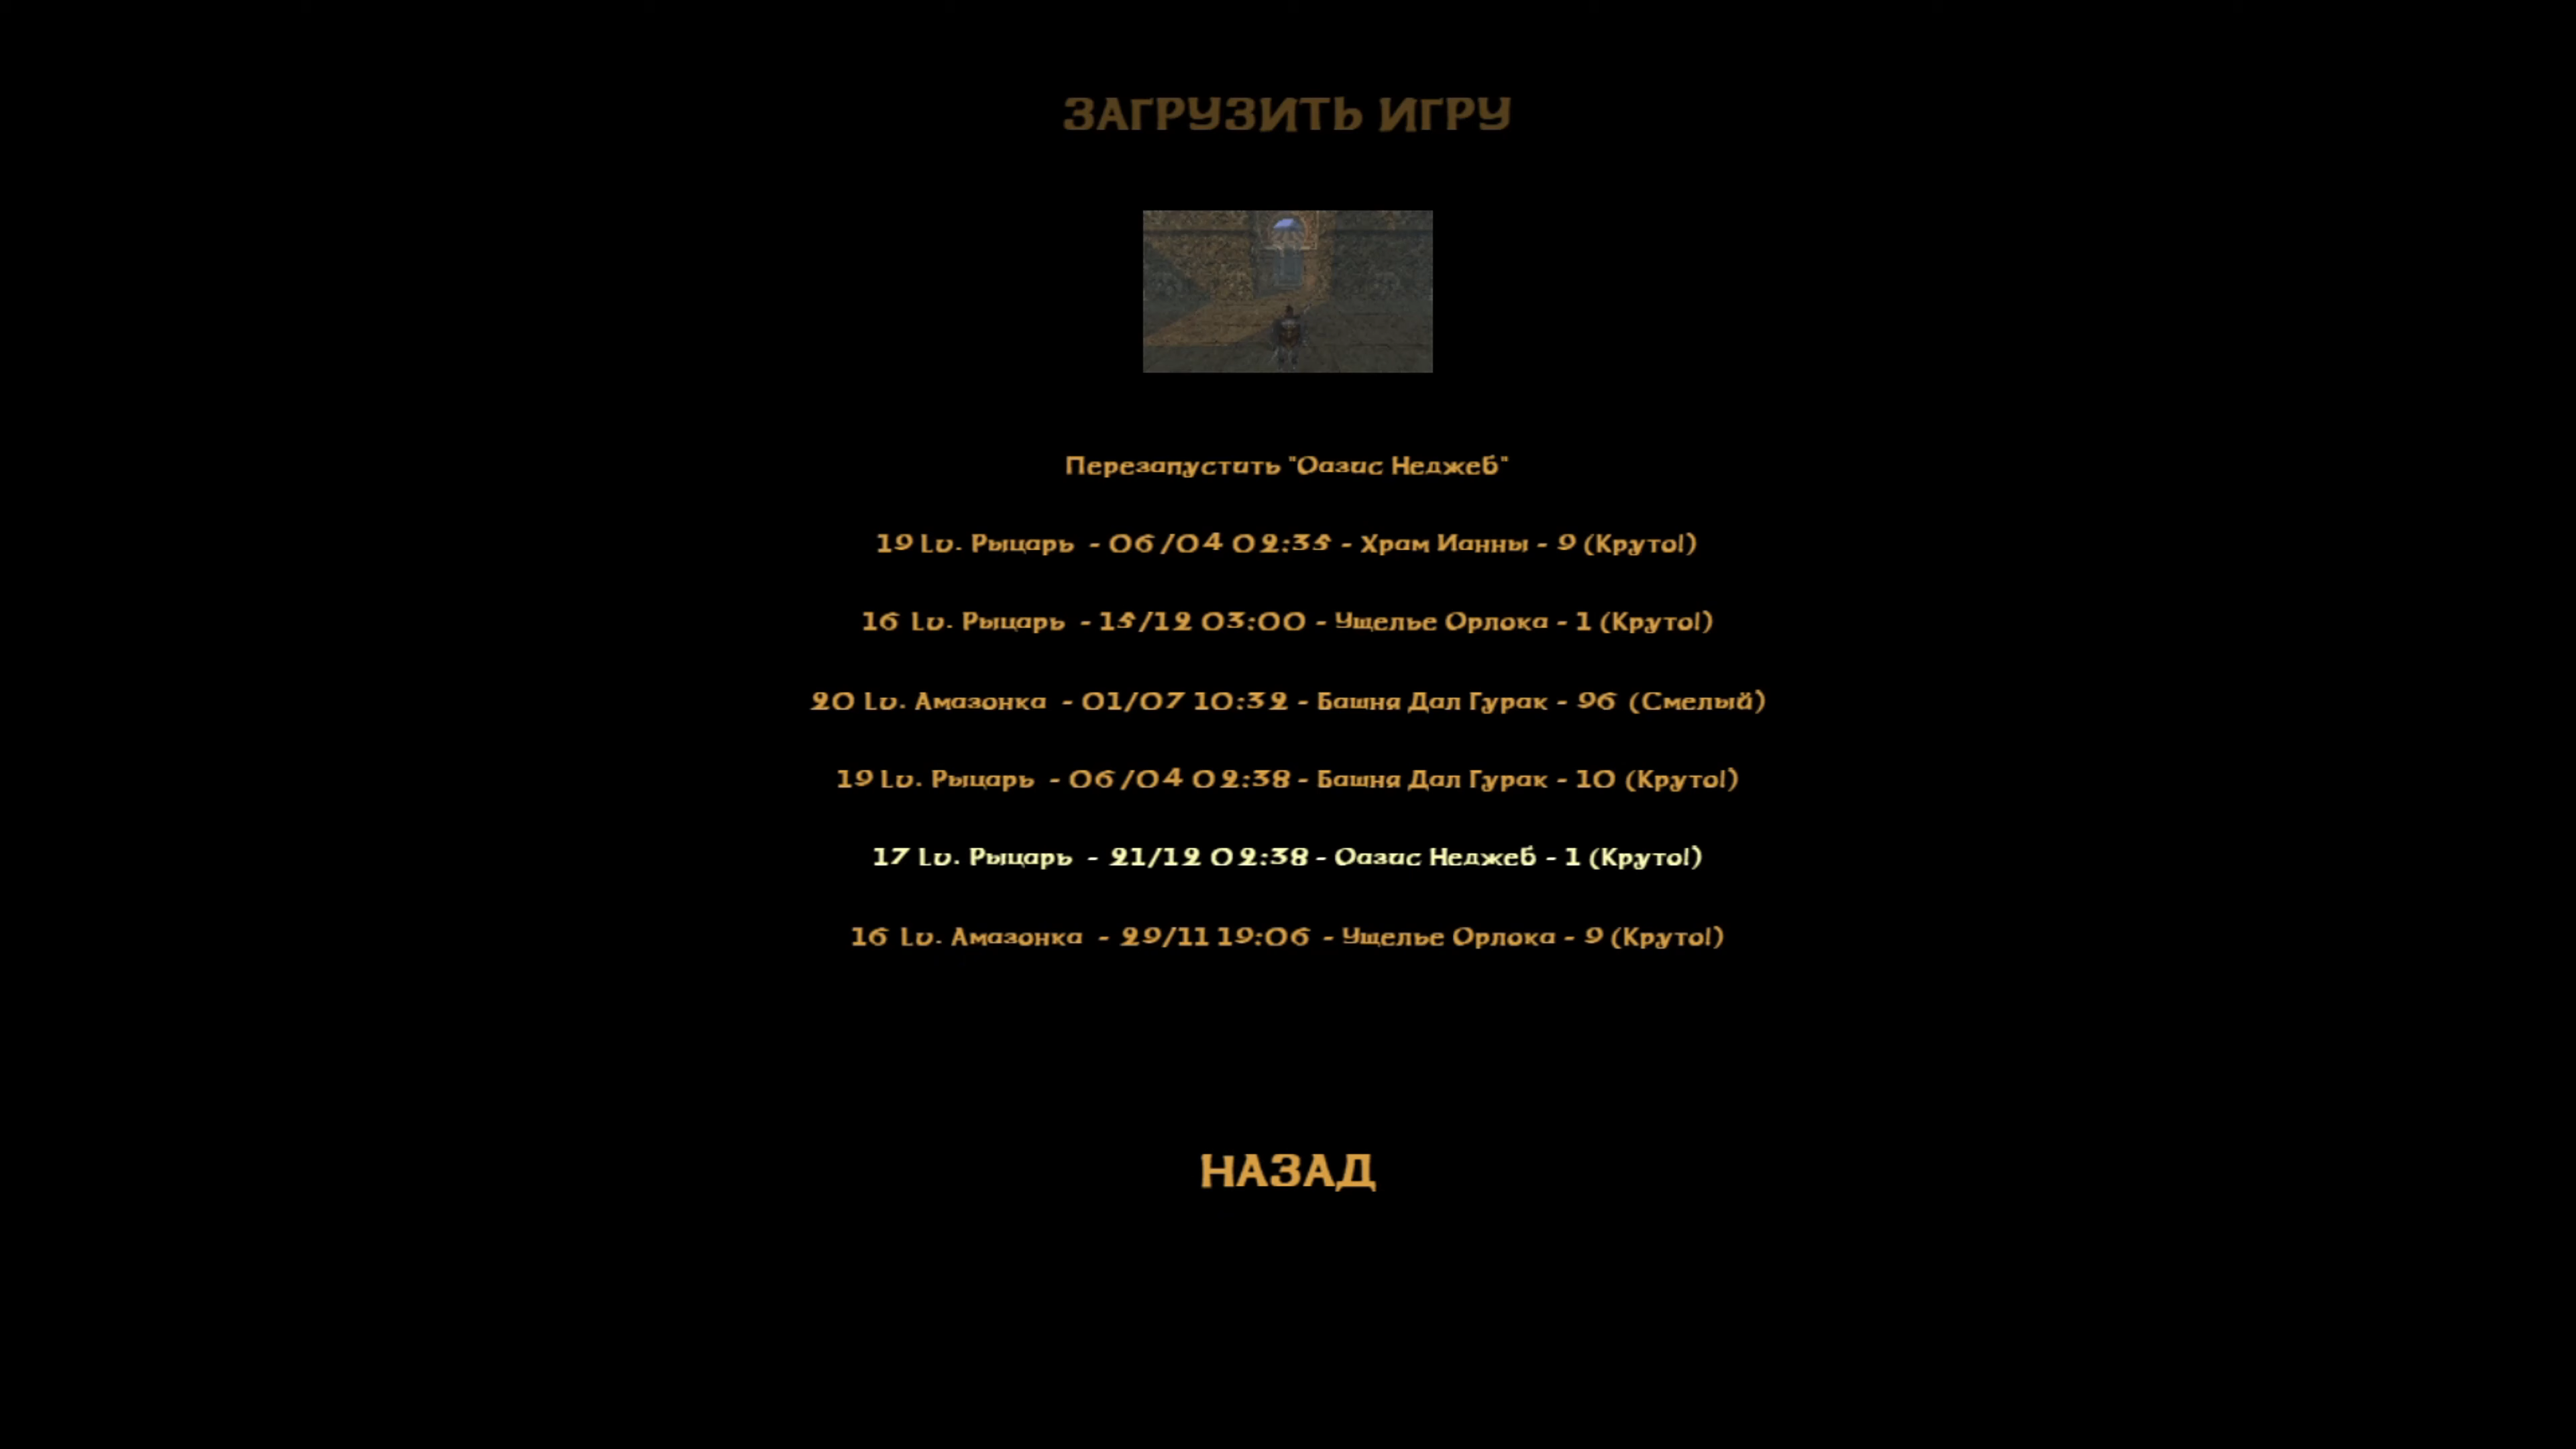 ЗАГРУЗИТЬ ИГРУ
Перезапустить "Оазис Неджеб"
19 Lv. Рыцарь - 06/04 02:35 - Храм Ианны - 9 (Круто!)
16 Lv. Рыцарь - 15/12 03:00 - Ущелье Орлока - 1 (Круто!)
20 Lv. Амазонка - 01/07 10:32 - Башня Дал Гурак - 96 (Смелый)
19 Lv. Рыцарь - 06/04 02:38 - Башня Дал Гурак - 10 (Круто!)
17 Lv. Рыцарь - 21/12 02:38 - Оазис Неджеб - 1 (Круто!)
16 Lv. Амазонка - 29/11 19:06 - Ущелье Орлока - 9 (Круто!)
НАЗАД